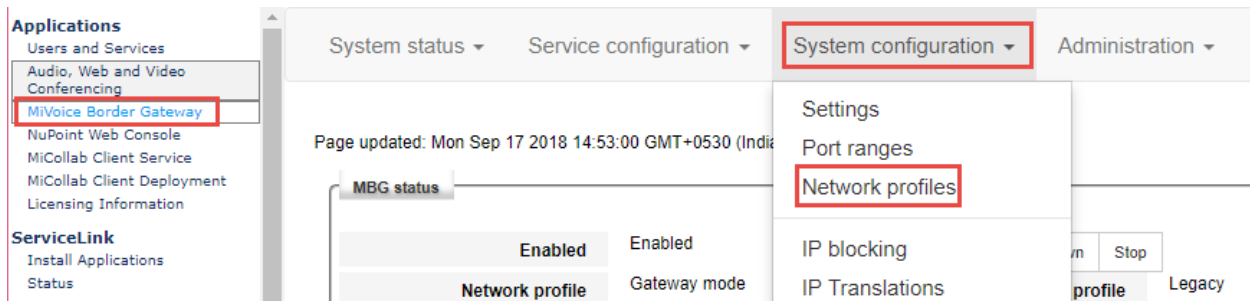 Applications
Users and Services
Audio, Web and Video
Conferencing
MiVoice Border Gateway
NuPoint Web Console
MiCollab Client Service
MiCollab Client Deployment
Licensing Information
ServiceLink
Install Applications
Status
System status
Service configuration
System configuration
Administration
Settings
Port ranges
Network profiles
IP blocking
IP Translations
Page updated: Mon Sep 17 2018 14:53:00 GMT+0530
MBG status
Enabled Enabled
Stop
Network profile Gateway mode
profile Legacy